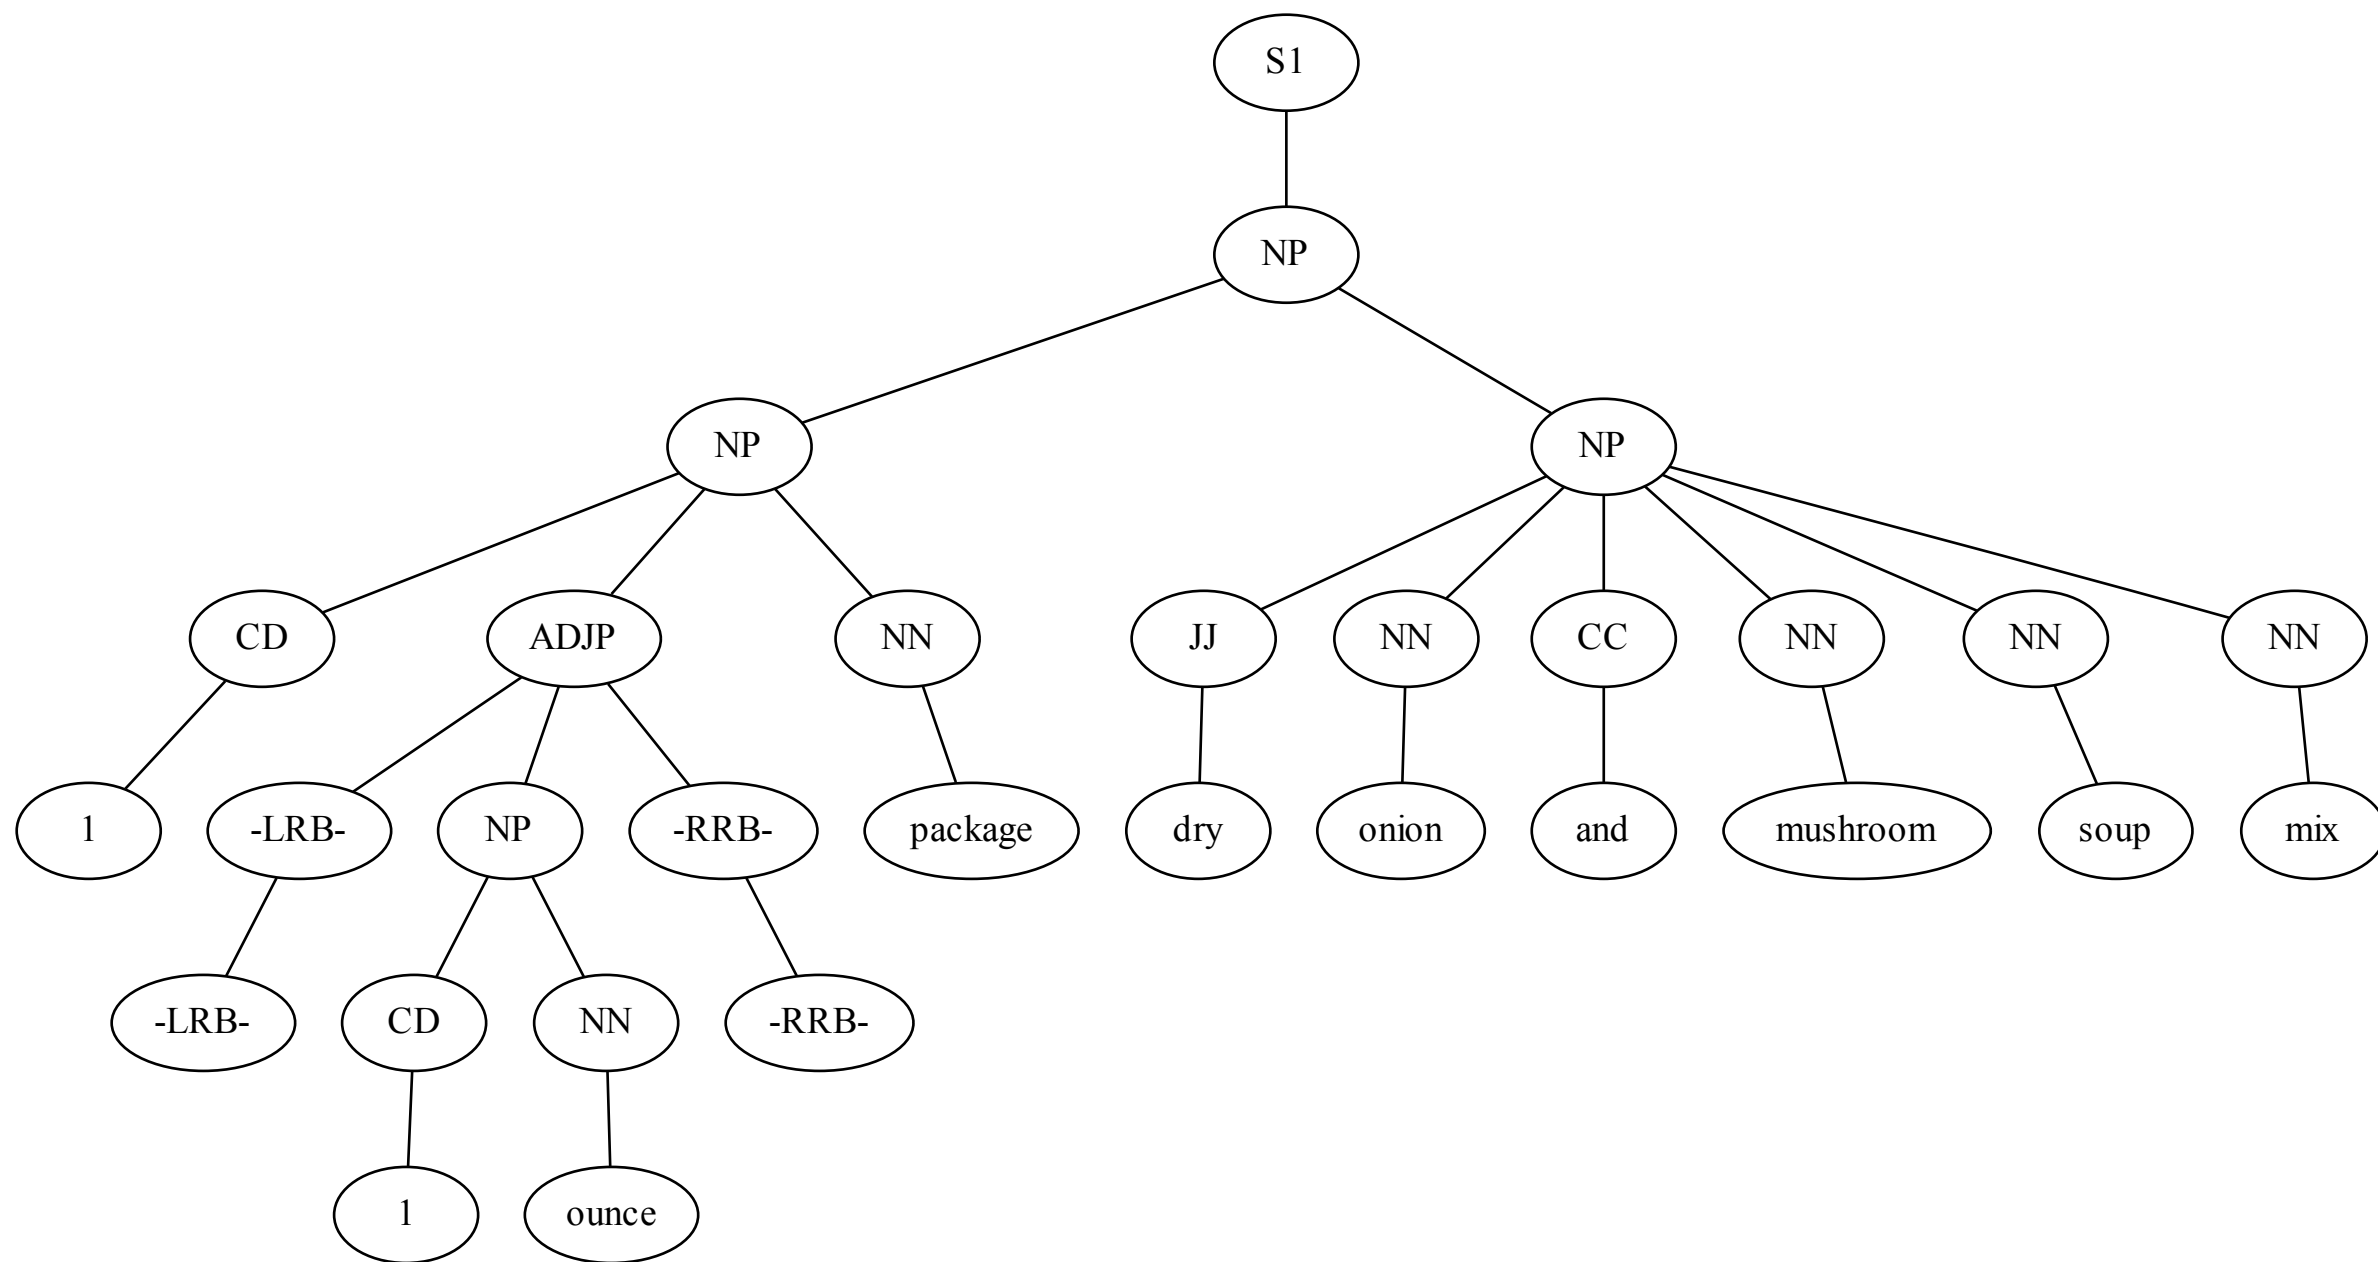 S1
NP
NP NP
CD ADJP NN JJ NN CC NN NN NN
1 -LRB- NP -RRB- package dry onion and mushroom soup mix
-LRB- CD NN -RRB-
1 ounce